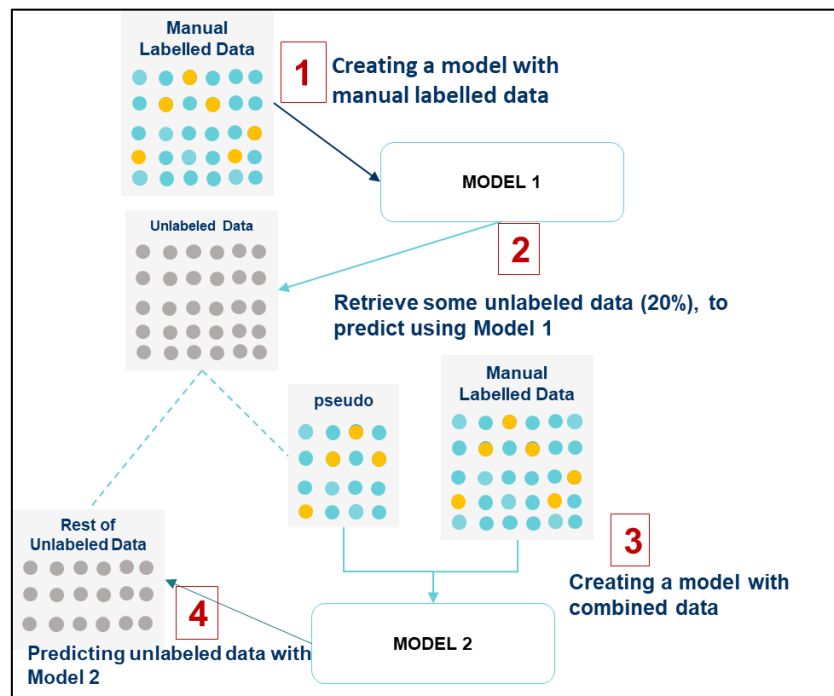 Manual
Labelled Data
1
Creating a model with
manual labelled data
MODEL 1
Unlabeled Data
2
Retrieve some unlabeled data (20%), to
predict using Model 1
pseudo
Manual
Labelled Data
3
Creating a model with
combined data
Rest of
Unlabeled Data
4
Predicting unlabeled data with
Model 2
MODEL 2